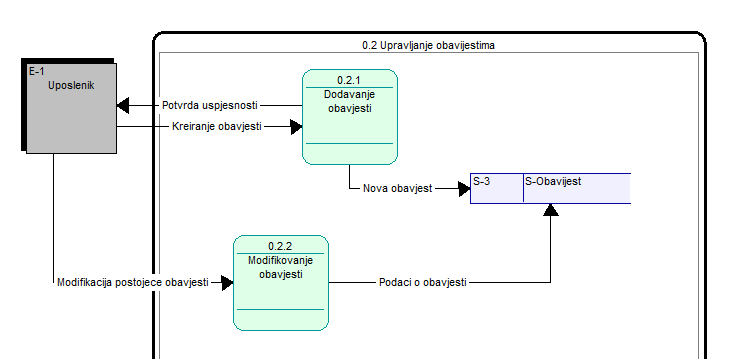 0.2 Upravljanje obavijestima
E-1
Uposlenik
0.2.1
Dodavanje
obavjesti
Potvrda uspjesnosti
Kreiranje obavjesti
Nova obavjest
S-3
S-Obavijest
0.2.2
Modifikovanje
obavjesti
Modifikacija postojece obavjesti
Podaci o obavjesti